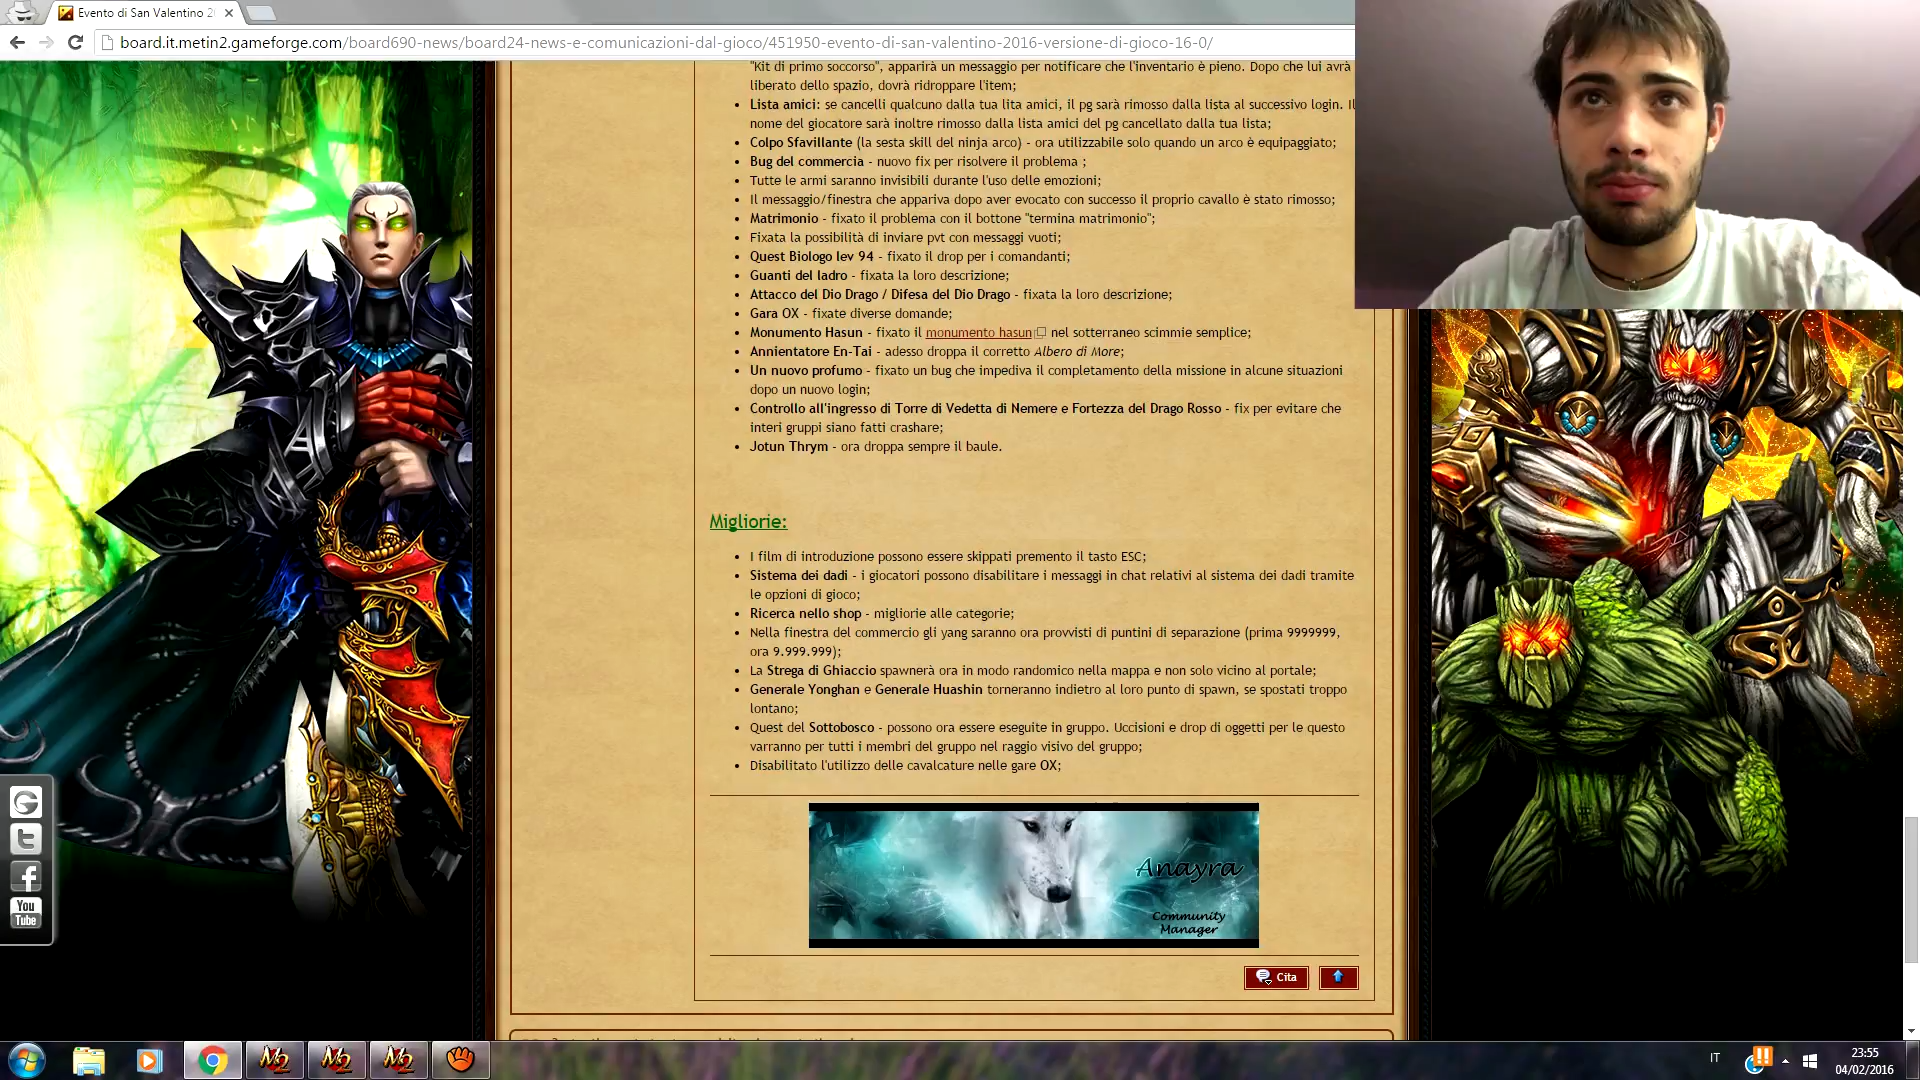 Evento di San Valentino 2
board.it.metin2.gameforge.com/board690-news/board24-news-e-comunicazioni-dal-gioco/451950-evento-di-san-valentino-2016-versione-di-gioco-16-0/
"Kit di primo soccorso", apparirà un messaggio per notificare che l'inventario è pieno. Dopo che lui avrà
liberato dello spazio, dovrà ridroppare l'item;
Lista amici: se cancelli qualcuno dalla tua lita amici, il pg sarà rimosso dalla lista al successivo login. Il
nome del giocatore sarà inoltre rimosso dalla lista amici del pg cancellato dalla tua lista;
Colpo Sfavillante (la sesta skill del ninja arco) - ora utilizzabile solo quando un arco è equipaggiato;
Bug del commercia - nuovo fix per risolvere il problema ;
Tutte le armi saranno invisibili durante l'uso delle emozioni;
Il messaggio/finestra che appariva dopo aver evocato con successo il proprio cavallo è stato rimosso;
Matrimonio - fixato il problema con il bottone "termina matrimonio";
Fixata la possibilità di inviare pvt con messaggi vuoti;
Quest Biologo lev 94 - fixato il drop per i comandanti;
Guanti del ladro - fixata la loro descrizione;
Attacco del Dio Drago / Difesa del Dio Drago - fixata la loro descrizione;
Gara OX - fixate diverse domande;
Monumento Hasun - fixato il monumento hasun nel sotterraneo scimmie semplice;
Annientatore En-Tai - adesso droppa il corretto Albero di More;
Un nuovo profumo - fixato un bug che impediva il completamento della missione in alcune situazioni
dopo un nuovo login;
Controllo all'ingresso di Torre di Vedetta di Nemere e Fortezza del Drago Rosso - fix per evitare che
interi gruppi siano fatti crashare;
Jotun Thrym - ora droppa sempre il baule.
Migliorie:
I film di introduzione possono essere skippati premento il tasto ESC;
Sistema dei dadi - i giocatori possono disabilitare i messaggi in chat relativi al sistema dei dadi tramite
le opzioni di gioco;
Ricerca nello shop - migliorie alle categorie;
Nella finestra del commercio gli yang saranno ora provvisti di puntini di separazione (prima 9999999,
ora 9.999.999);
La Strega di Ghiaccio spawnerà ora in modo randomico nella mappa e non solo vicino al portale;
Generale Yonghan e Generale Huashin torneranno indietro al loro punto di spawn, se spostati troppo
lontano;
Quest del Sottobosco - possono ora essere eseguite in gruppo. Uccisioni e drop di oggetti per le questo
varranno per tutti i membri del gruppo nel raggio visivo del gruppo;
Disabilitato l'utilizzo delle cavalcature nelle gare OX;
Anayra
Community
Manager
Cita
You
Tube
M2
M2
M2
IT
23:55
04/02/2016